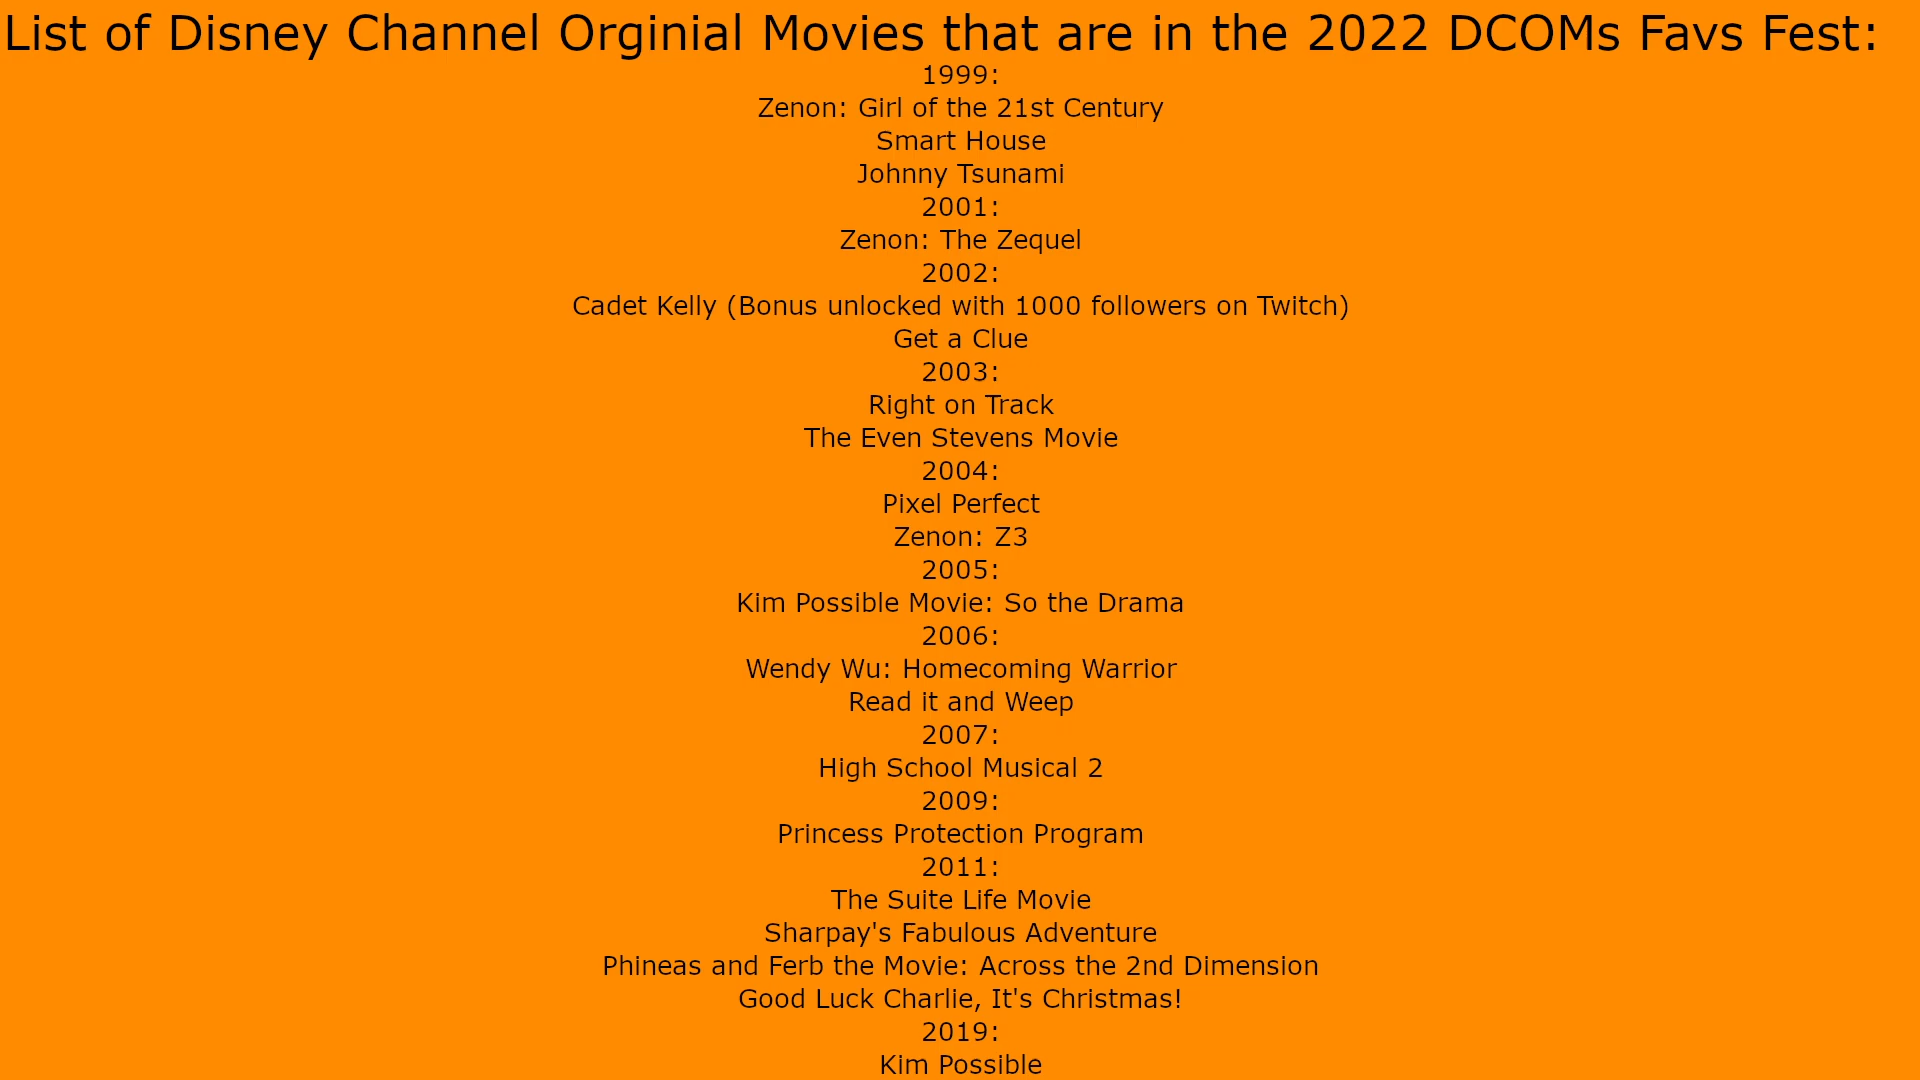 List of Disney Channel Orginial Movies that are in the 2022 DCOMs Favs Fest:
1999:
Zenon: Girl of the 21st Century
Smart House
Johnny Tsunami
2001:
Zenon: The Zequel
2002:
Cadet Kelly (Bonus unlocked with 1000 followers on Twitch)
Get a Clue
2003:
Right on Track
The Even Stevens Movie
2004:
Pixel Perfect
Zenon: Z3
2005:
Kim Possible Movie: So the Drama
2006:
Wendy Wu: Homecoming Warrior
Read it and Weep
2007:
High School Musical 2
2009:
Princess Protection Program
2011:
The Suite Life Movie
Sharpay's Fabulous Adventure
Phineas and Ferb the Movie: Across the 2nd Dimension
Good Luck Charlie, It's Christmas!
2019:
Kim Possible